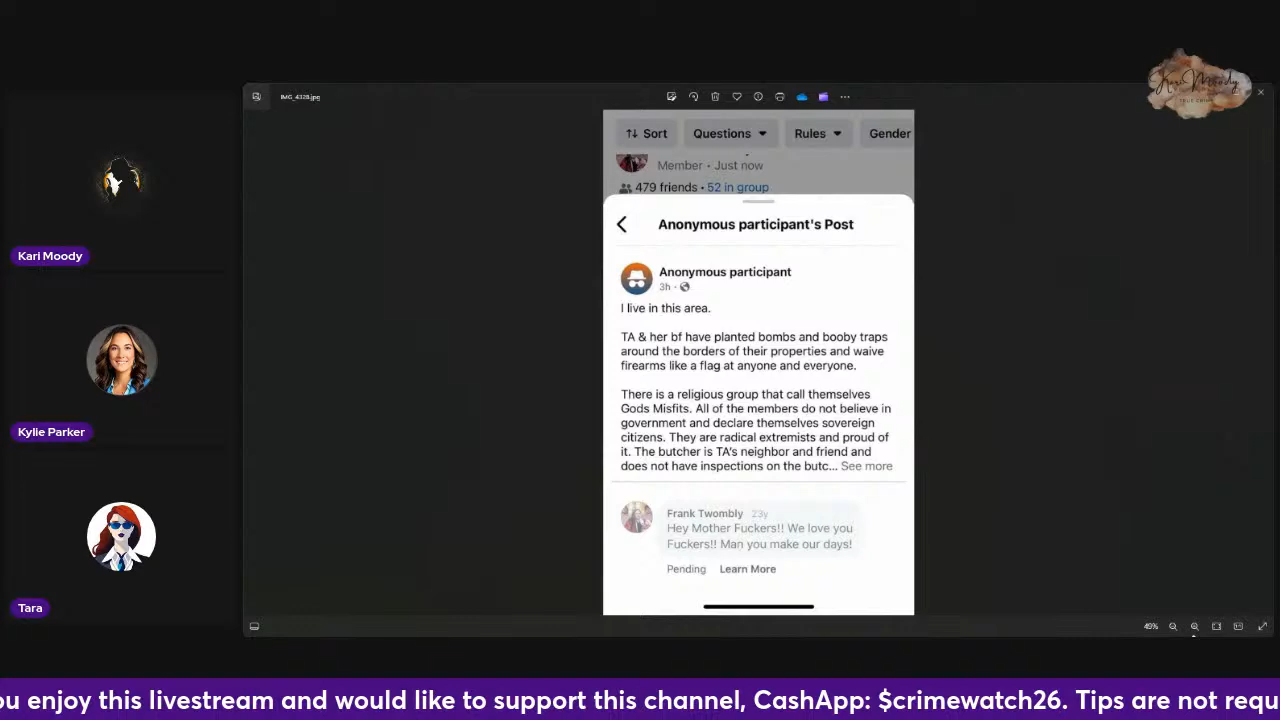 Kari Moody
TRUE CRIME
IMG_4328.jpg
Sort
Questions
Rules
Gender
Member · Just now
479 friends · 52 in group
Anonymous participant's Post
Anonymous participant
3h ·
I live in this area.
TA & her bf have planted bombs and booby traps
around the borders of their properties and waive
firearms like a flag at anyone and everyone.
There is a religious group that call themselves
Gods Misfits. All of the members do not believe in
government and declare themselves sovereign
citizens. They are radical extremists and proud of
it. The butcher is TA's neighbor and friend and
does not have inspections on the butc... See more
Frank Twombly 23y
Hey Mother Fuckers!! We love you
Fuckers!! Man you make our days!
Pending Learn More
Kari Moody
Kylie Parker
Tara
49%
ou enjoy this livestream and would like to support this channel, CashApp: $crimewatch26. Tips are not requ